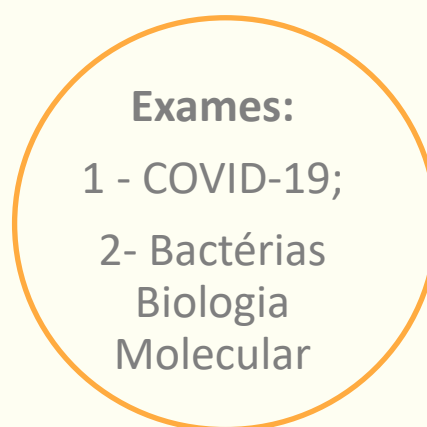 Exames:
1 - COVID-19;
2- Bactérias
Biologia
Molecular